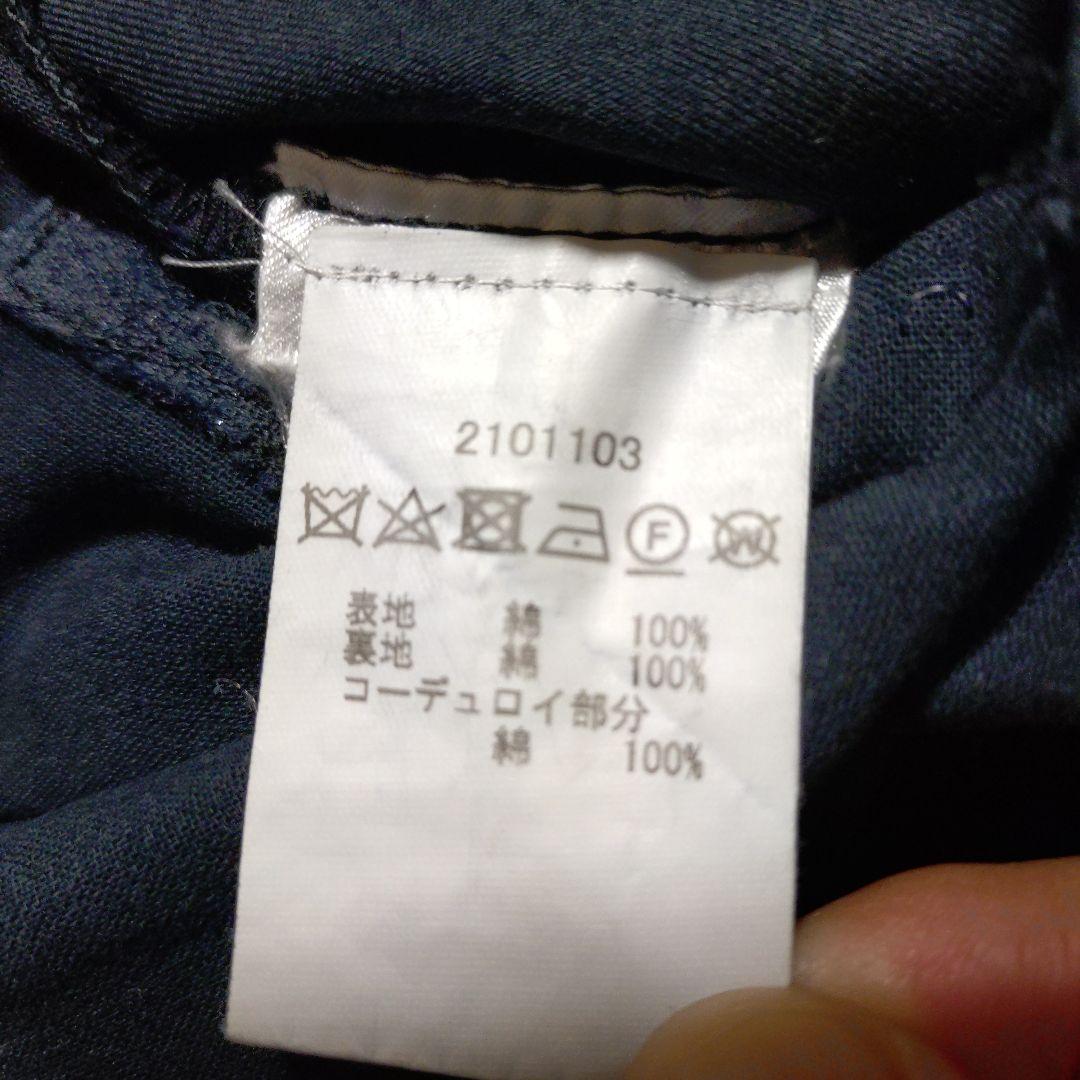 2101103
F W
表地 綿 100%
裏地 綿 100%
コーデュロイ部分
綿 100%